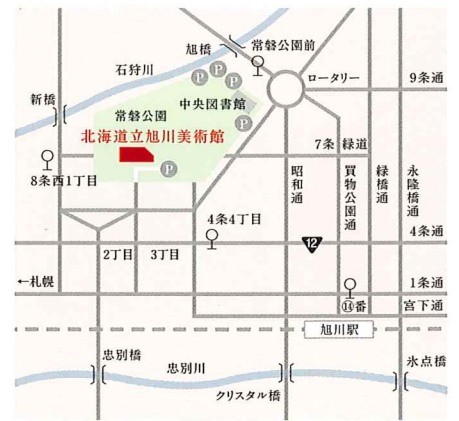 旭橋
常磐公園前
石狩川
P
P
P
ロータリー
9条通
新橋
常磐公園
中央図書館
P
北海道立旭川美術館
P
7条緑道
8条西1丁目
昭和通
買物公園通
緑橋通
永隆橋通
4条4丁目
4条通
12
2丁目
3丁目
←札幌
1条通
⑭番
宮下通
旭川駅
忠別橋
忠別川
クリスタル橋
氷点橋